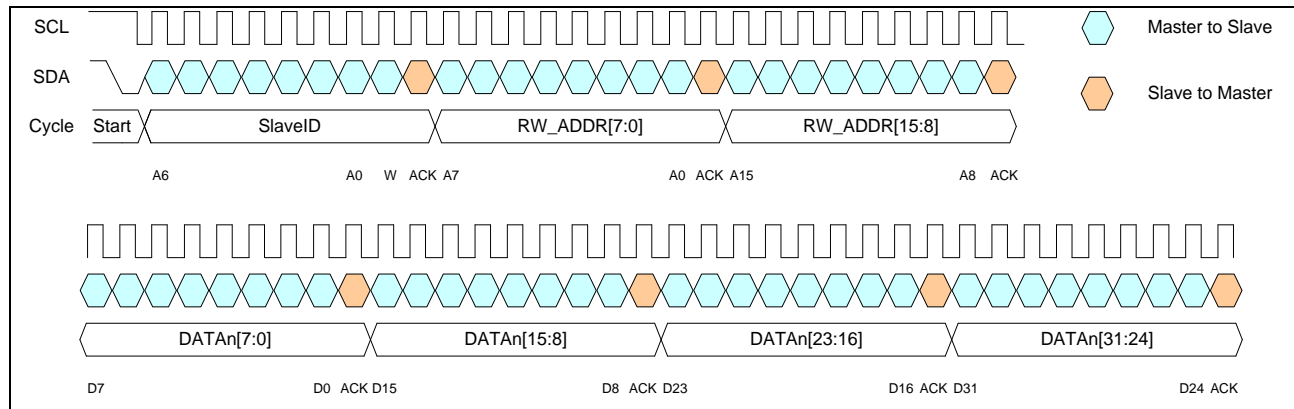 SCL
Master to Slave
SDA
Slave to Master
Cycle Start SlaveID RW_ADDR[7:0] RW_ADDR[15:8]
A6 A0 W ACK A7 A0 ACK A15 A8 ACK
DATAn[7:0] DATAn[15:8] DATAn[23:16] DATAn[31:24]
D7 D0 ACK D15 D8 ACK D23 D16 ACK D31 D24 ACK